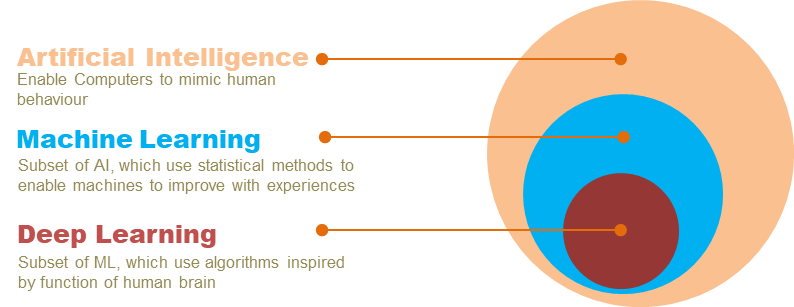 Artificial Intelligence
Enable Computers to mimic human
behaviour
Machine Learning
Subset of AI, which use statistical methods to
enable machines to improve with experiences
Deep Learning
Subset of ML, which use algorithms inspired
by function of human brain